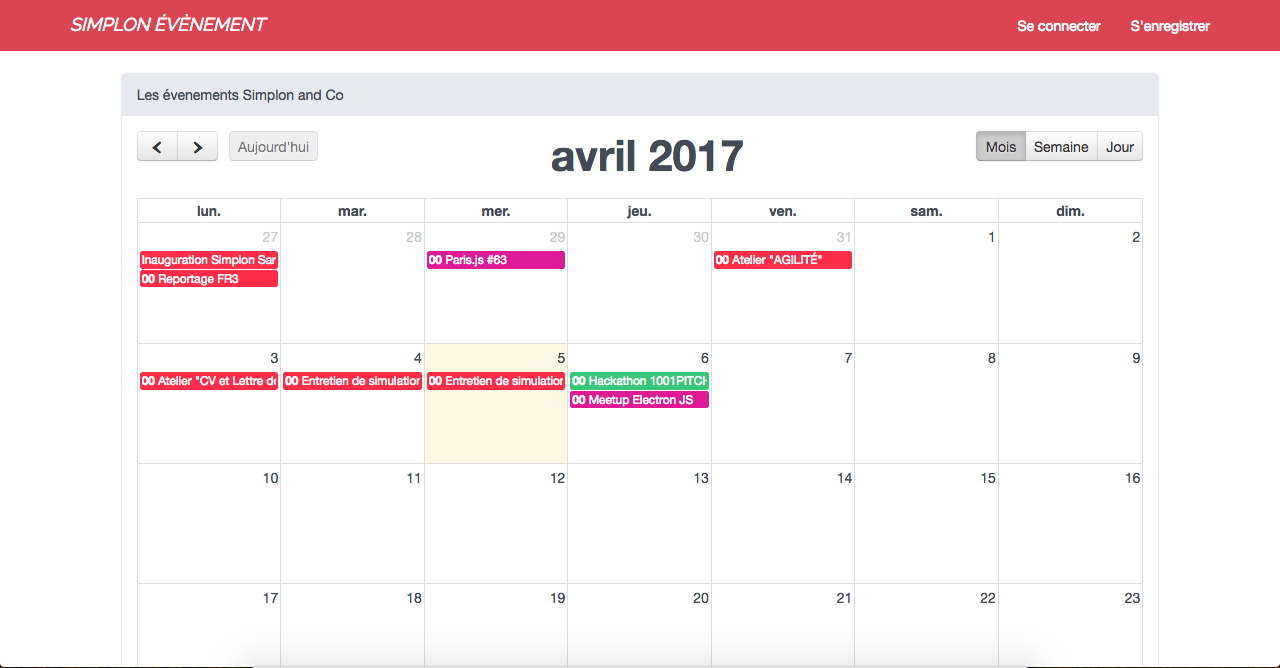 SIMPLON ÉVÈNEMENT Se connecter S'enregistrer
Les évenements Simplon and Co
Aujourd'hui avril 2017 Mois Semaine Jour
lun. mar. mer. jeu. ven. sam. dim.
27 28 29 30 31 1 2
Inauguration Simplon Sar 00 Paris.js #63 00 Atelier "AGILITÉ"
00 Reportage FR3
3 4 5 6 7 8 9
00 Atelier "CV et Lettre de 00 Entretien de simulation 00 Entretien de simulation 00 Hackathon 1001PITCH
00 Meetup Electron JS
10 11 12 13 14 15 16
17 18 19 20 21 22 23